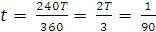 t = 240T/360 = 2T/3 = 1/90